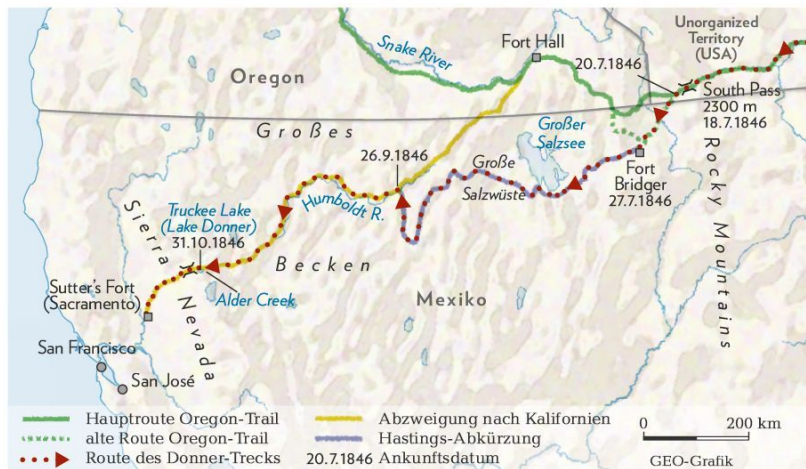 Unorganized
Territory
(USA)
Snake River
Fort Hall
20.7.1846
Oregon
South Pass
2300 m
18.7.1846
Großes
Großer
Salzsee
26.9.1846
Große
Salzwüste
Fort
Bridger
27.7.1846
Rocky Mountains
Humboldt R.
Truckee Lake
(Lake Donner)
31.10.1846
Sierra
Nevada
Becken
Sutter's Fort
(Sacramento)
Alder Creek
Mexiko
San Francisco
San José
Hauptroute Oregon-Trail
alte Route Oregon-Trail
Route des Donner-Trecks
Abzweigung nach Kalifornien
Hastings-Abkürzung
20.7.1846 Ankunftsdatum
0 200 km
GEO-Grafik